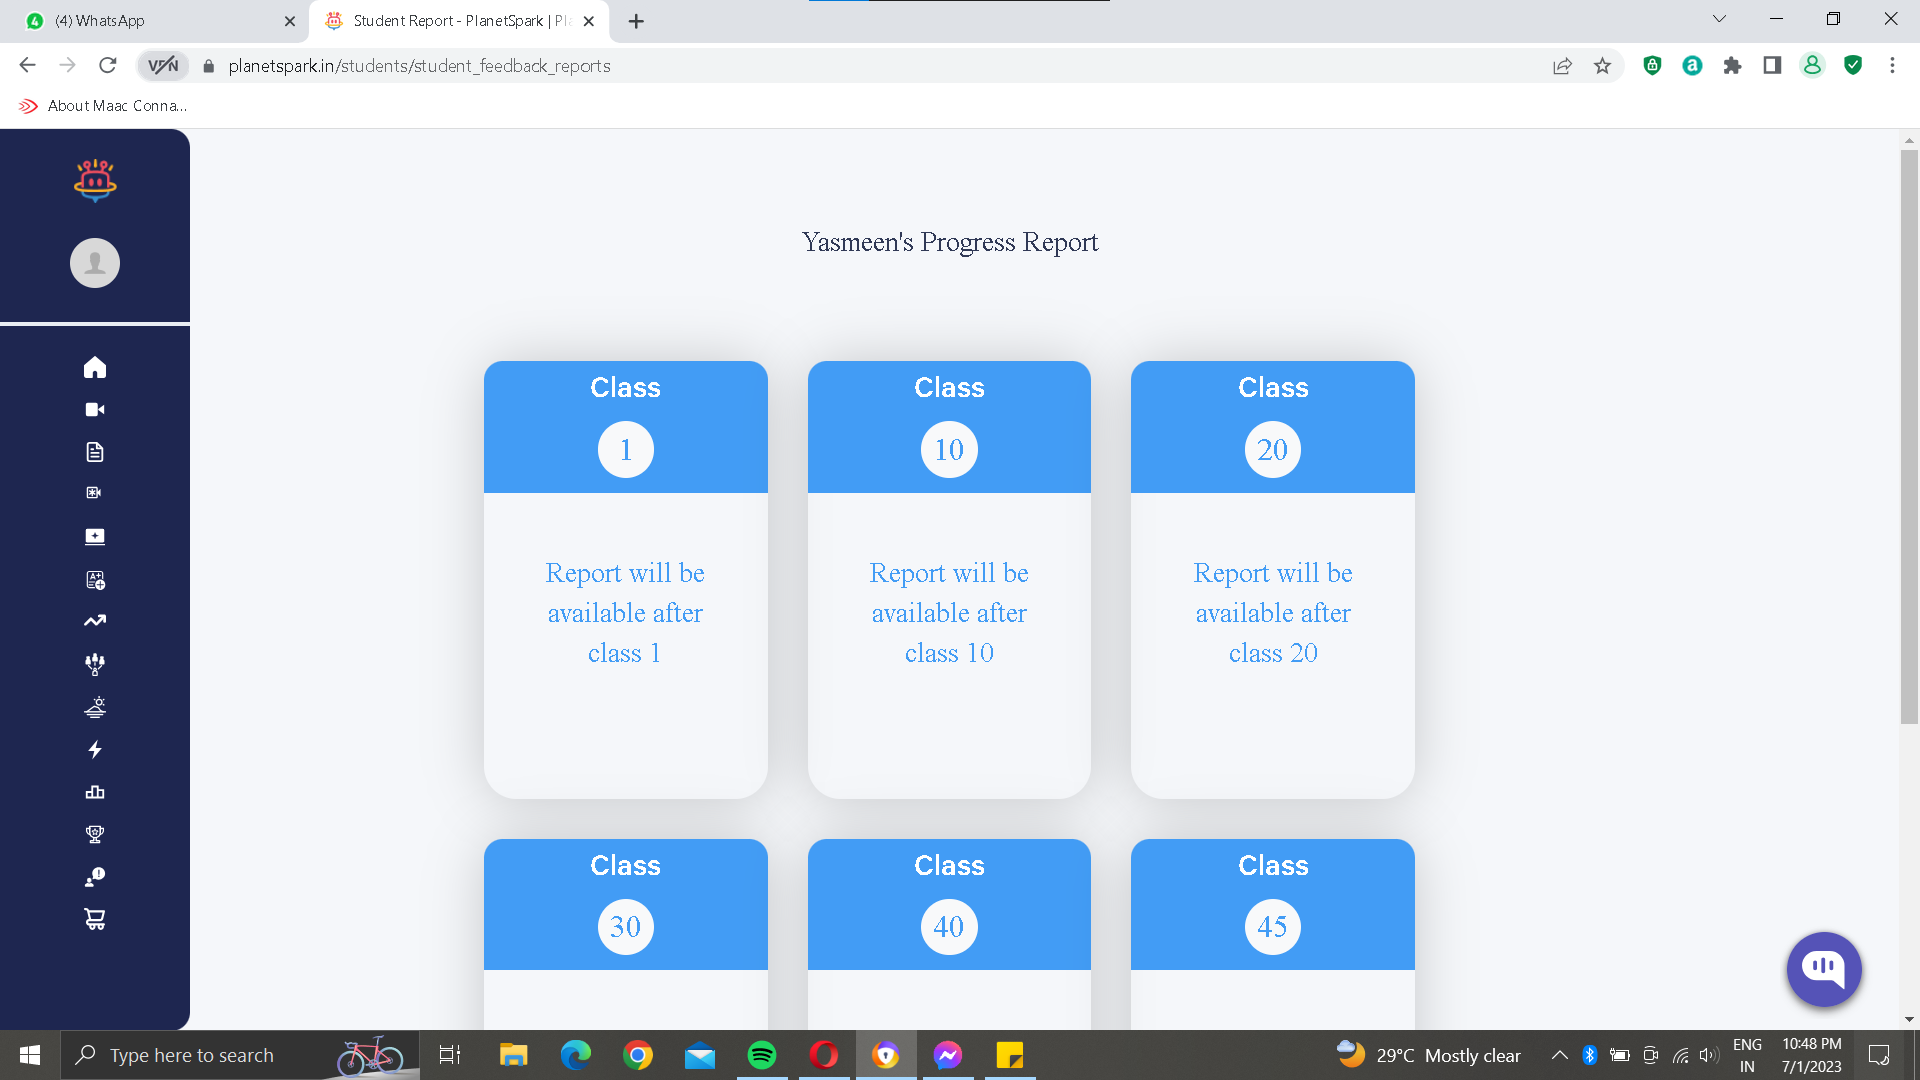 (4) WhatsApp
Student Report - PlanetSpark | Pl
VPN
planetspark.in/students/student_feedback_reports
a
About Maac Conna...
Yasmeen's Progress Report
Class
1
Report will be
available after
class 1
Class
10
Report will be
available after
class 10
Class
20
Report will be
available after
class 20
Class
30
Class
40
Class
45
Type here to search
29°C Mostly clear
ENG
IN
10:48 PM
7/1/2023